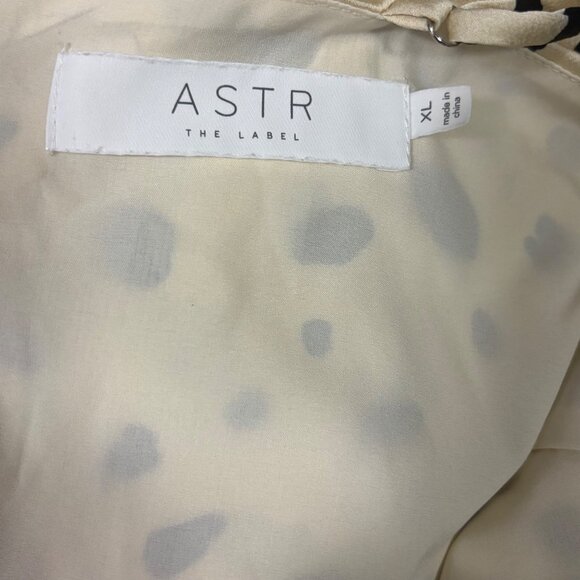 ASTR
THE LABEL
XL
made in
china